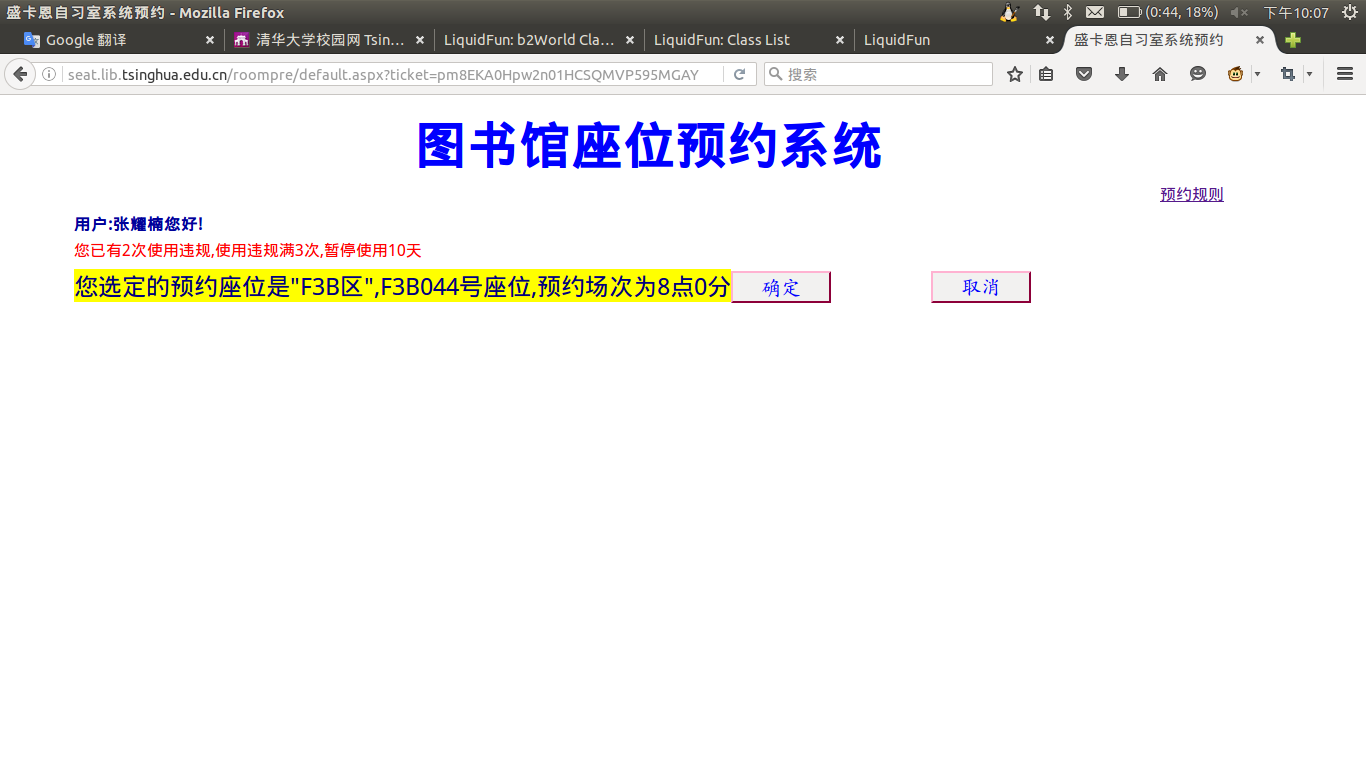 盛卡恩自习室系统预约 - Mozilla Firefox
(0:44, 18%) 下午10:07
Google 翻译
清华大学校园网 Tsin...
LiquidFun: b2World Cla...
LiquidFun: Class List
LiquidFun
盛卡恩自习室系统预约
seat.lib.tsinghua.edu.cn/roompre/default.aspx?ticket=pm8EKA0Hpw2n01HCSQMVP595MGAY
搜索
图书馆座位预约系统
预约规则
用户:张耀楠您好!
您已有2次使用违规,使用违规满3次,暂停使用10天
您选定的预约座位是"F3B区",F3B044号座位,预约场次为8点0分 确定 取消